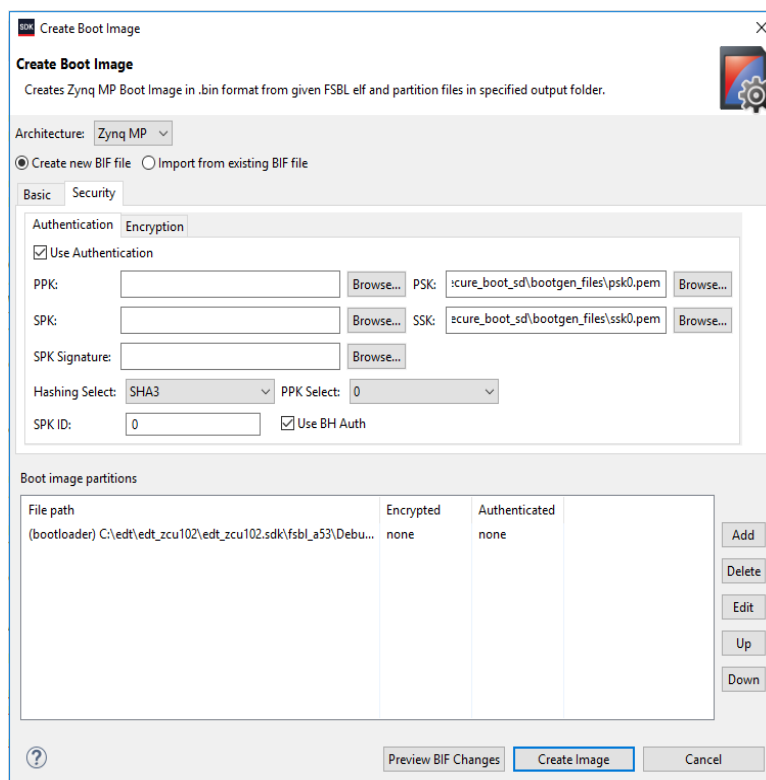 SDK Create Boot Image
Create Boot Image
Creates Zynq MP Boot Image in .bin format from given FSBL elf and partition files in specified output folder.
Architecture: Zynq MP
Create new BIF file Import from existing BIF file
Basic Security
Authentication Encryption
Use Authentication
PPK: Browse... PSK: :cure_boot_sd\bootgen_files\psk0.pem Browse...
SPK: Browse... SSK: ecure_boot_sd\bootgen_files\ssk0.pem Browse...
SPK Signature: Browse...
Hashing Select: SHA3 PPK Select: 0
SPK ID: 0 Use BH Auth
Boot image partitions
File path Encrypted Authenticated
(bootloader) C:\edt\edt_zcu102\edt_zcu102.sdk\fsbl_a53\Debu... none none
Add
Delete
Edit
Up
Down
? Preview BIF Changes Create Image Cancel